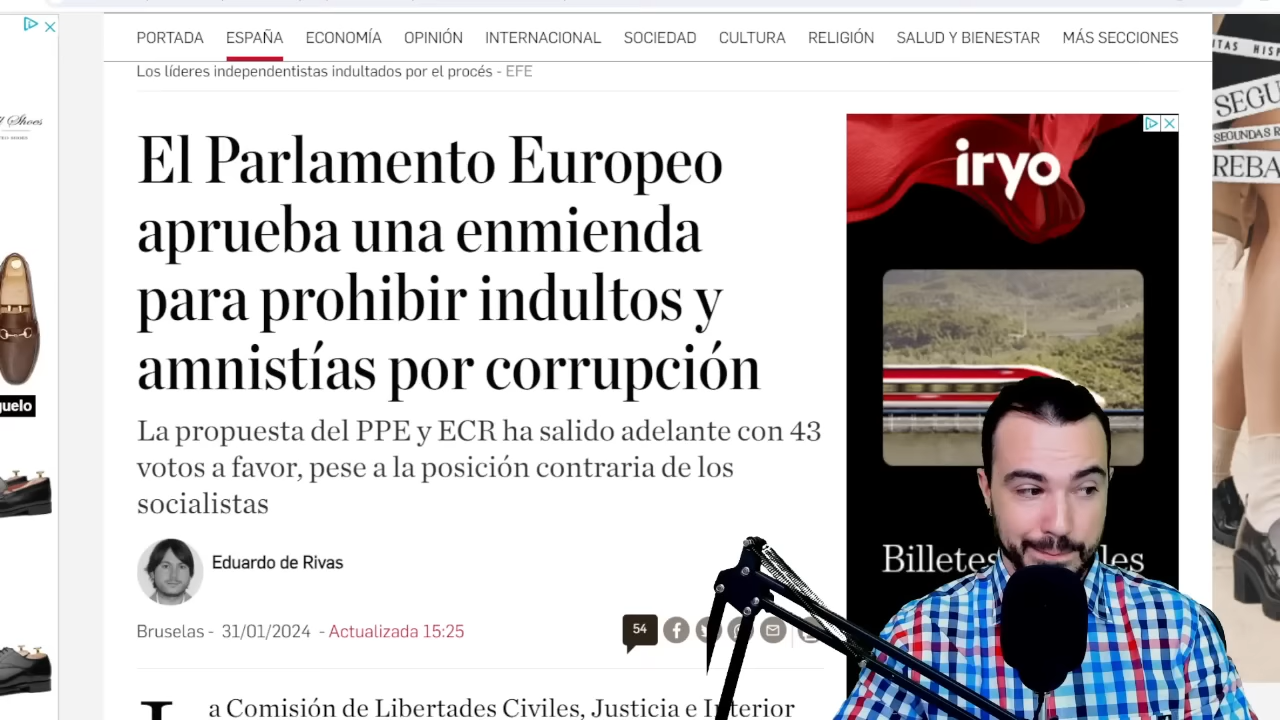 PORTADA ESPAÑA ECONOMÍA OPINIÓN INTERNACIONAL SOCIEDAD CULTURA RELIGIÓN SALUD Y BIENESTAR MÁS SECCIONES
Los líderes independentistas indultados por el procés - EFE
El Parlamento Europeo
aprueba una enmienda
para prohibir indultos y
amnistías por corrupción
La propuesta del PPE y ECR ha salido adelante con 43
votos a favor, pese a la posición contraria de los
socialistas
Eduardo de Rivas
Bruselas - 31/01/2024 - Actualizada 15:25
54
a Comisión de Libertades Civiles, Justicia e Interior
Shoes
iryo
Billetes
SEGUNDAS